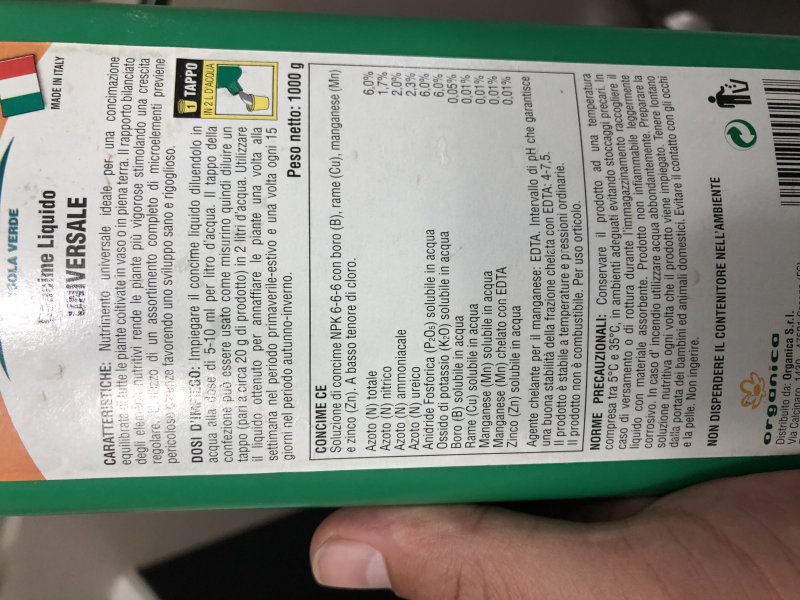 SOLA VERDE
MADE IN ITALY
Concime Liquido
UNIVERSALE
CARATTERISTICHE: Nutrimento universale ideale per una concimazione
equilibrata di tutte le piante coltivate in vaso o in piena terra. Il rapporto bilanciato
degli elementi nutritivi rende le piante più vigorose stimolando una crescita
regolare. di un assortimento completo di microelementi previene
pericolose favorendo uno sviluppo sano e rigoglioso.
1 TAPPO
IN 2 L D'ACQUA
DOSI D'IMPIEGO: Impiegare il concime liquido diluendolo in
acqua alla dose di 5-10 ml per litro d'acqua. Il tappo della
confezione può essere usato come misurino quindi diluire un
tappo (pari a circa 20 g di prodotto) in 2 litri d'acqua. Utilizzare
il liquido ottenuto per annaffiare le piante una volta alla
settimana nel periodo primaverile-estivo e una volta ogni 15
giorni nel periodo autunno-inverno.
Peso netto: 1000 g
CONCIME CE
Soluzione di concime NPK 6-6-6 con boro (B), rame (Cu), manganese (Mn)
e zinco (Zn). A basso tenore di cloro.
Azoto (N) totale 6,0%
Azoto (N) nitrico 1,7%
Azoto (N) ammoniacale 2,0%
Azoto (N) ureico 2,3%
Anidride Fosforica (P₂O₅) solubile in acqua 6,0%
Ossido di potassio (K₂O) solubile in acqua 6,0%
Boro (B) solubile in acqua 0,05%
Rame (Cu) solubile in acqua 0,01%
Manganese (Mn) solubile in acqua 0,01%
Manganese (Mn) chelato con EDTA 0,01%
Zinco (Zn) solubile in acqua 0,01%
Agente chelante per il manganese: EDTA. Intervallo di pH che garantisce
una buona stabilità della frazione chelata con EDTA: 4-7,5.
Il prodotto è stabile a temperature e pressioni ordinarie.
Il prodotto non è combustibile. Per uso orticolo.
NORME PRECAUZIONALI: Conservare il prodotto ad una temperatura
compresa tra 5°C e 35°C, in ambienti adeguati evitando stoccaggi precari. In
caso di versamento o di rottura durante l'immagazzinamento raccogliere il
liquido con materiale assorbente. Prodotto non infiammabile leggermente
corrosivo. In caso d' incendio utilizzare acqua abbondantemente. Preparare la
soluzione nutritiva ogni volta che il prodotto viene impiegato. Tenere lontano
dalla portata dei bambini ed animali domestici. Evitare il contatto con gli occhi
e la pelle. Non ingerire.
NON DISPERDERE IL CONTENITORE NELL'AMBIENTE
organica
Distribuito da: Organica S.r.l.